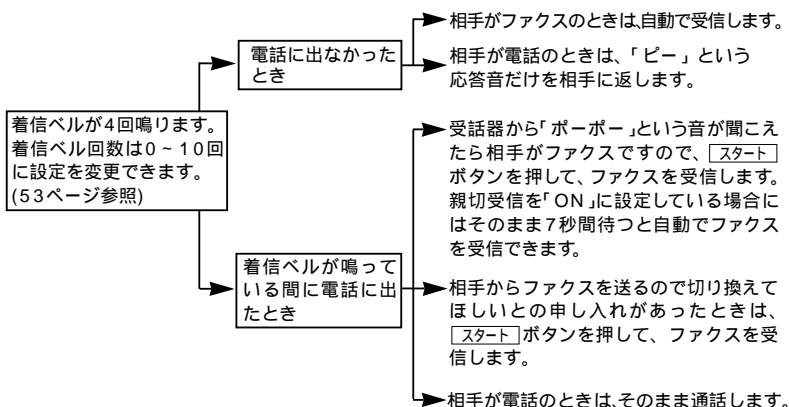 着信ベルが4回鳴ります。
着信ベル回数は0~10回
に設定を変更できます。
(53ページ参照)
電話に出なかった
とき
相手がファクスのときは、自動で受信します。
相手が電話のときは、「ピー」という
応答音だけを相手に返します。
着信ベルが鳴って
いる間に電話に出
たとき
受話器から「ポーポー」という音が聞こえ
たら相手がファクスですので、スタート
ボタンを押して、ファクスを受信します。
親切受信を「ON」に設定している場合に
はそのまま7秒間待つと自動でファクス
を受信できます。
相手からファクスを送るので切り換えて
ほしいとの申し入れがあったときは、
スタートボタンを押して、ファクスを受
信します。
相手が電話のときは、そのまま通話します。